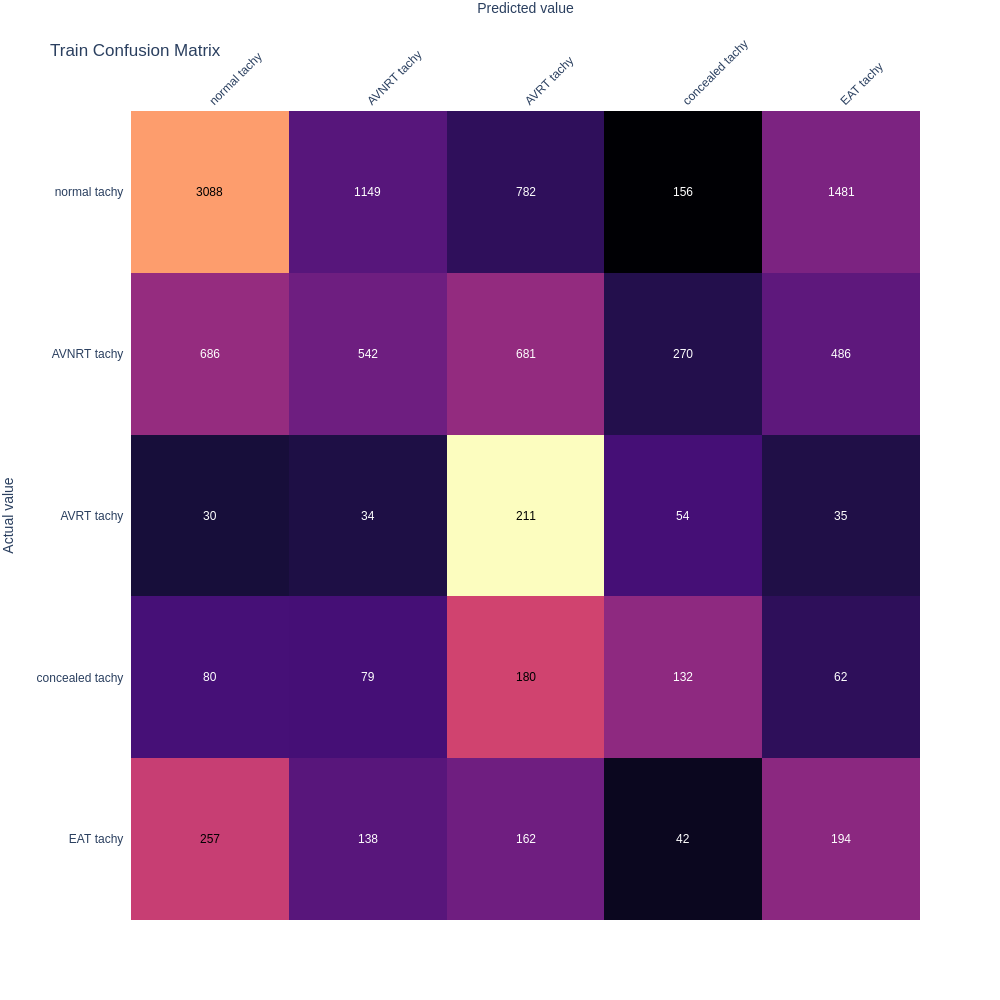 Predicted value
Train Confusion Matrix
normal tachy
AVNRT tachy
AVRT tachy
concealed tachy
EAT tachy
normal tachy 3088 1149 782 156 1481
AVNRT tachy 686 542 681 270 486
AVRT tachy 30 34 211 54 35
concealed tachy 80 79 180 132 62
EAT tachy 257 138 162 42 194
Actual value